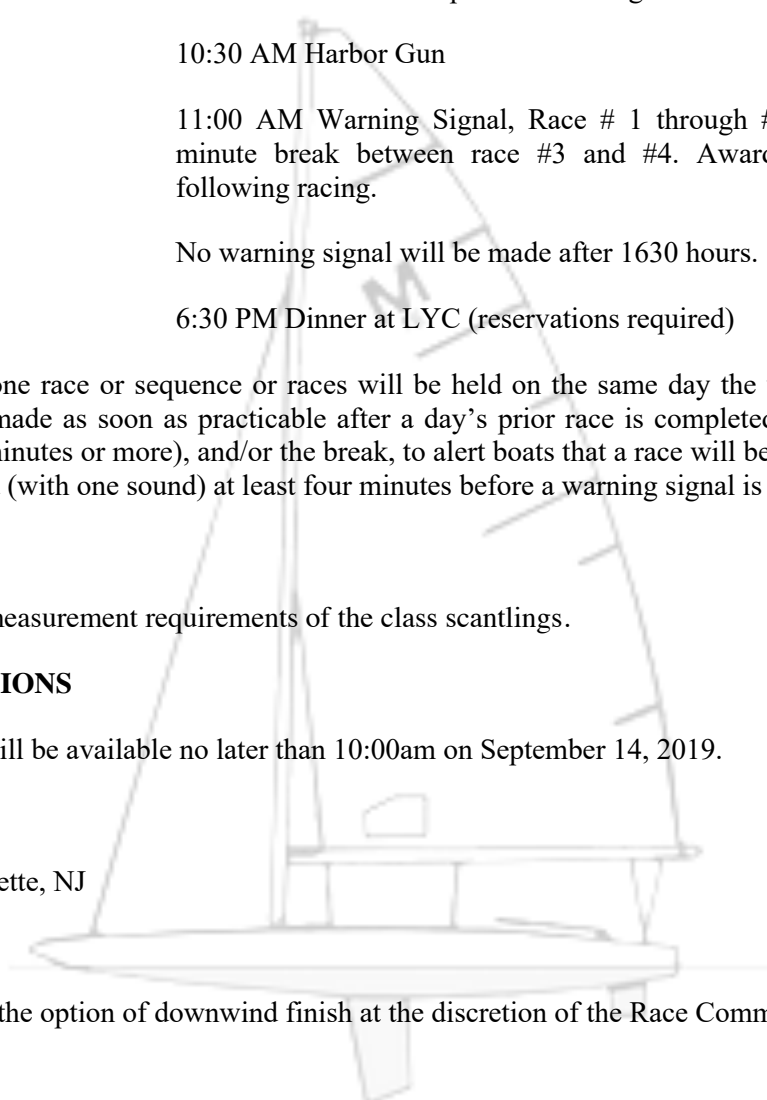 10:30 AM Harbor Gun
11:00 AM Warning Signal, Race # 1 through #
minute break between race #3 and #4. Award
following racing.
No warning signal will be made after 1630 hours.
M
6:30 PM Dinner at LYC (reservations required)
one race or sequence or races will be held on the same day the
made as soon as practicable after a day’s prior race is completed
minutes or more), and/or the break, to alert boats that a race will be
(with one sound) at least four minutes before a warning signal is
measurement requirements of the class scantlings.
IONS
ill be available no later than 10:00am on September 14, 2019.
ette, NJ
the option of downwind finish at the discretion of the Race Comm